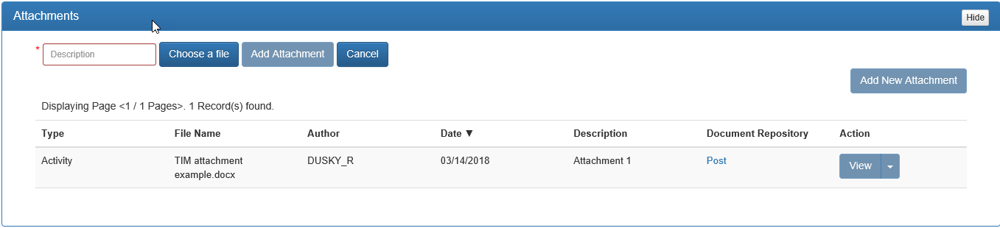 Attachments Hide
* Description Choose a file Add Attachment Cancel
Add New Attachment
Displaying Page <1 / 1 Pages>. 1 Record(s) found.
Type File Name Author Date ▼ Description Document Repository Action
Activity TIM attachment DUSKY_R 03/14/2018 Attachment 1 Post View
example.docx